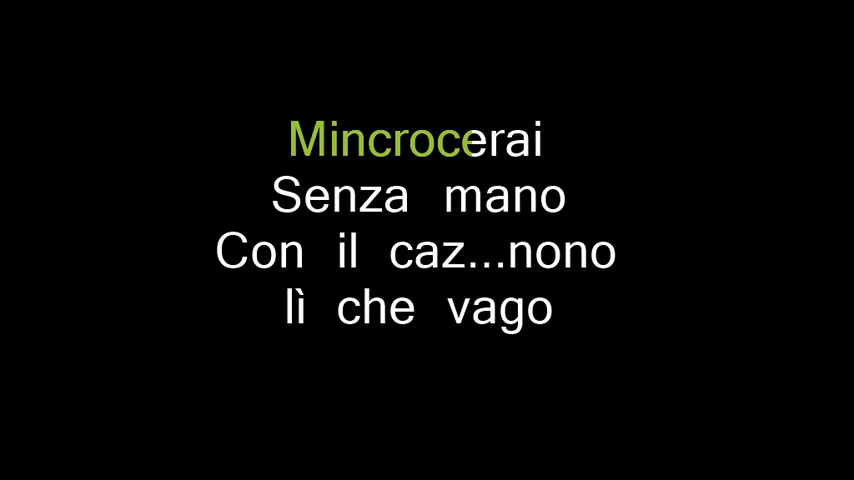 Mincrocerai
Senza mano
Con il caz...nono
lì che vago